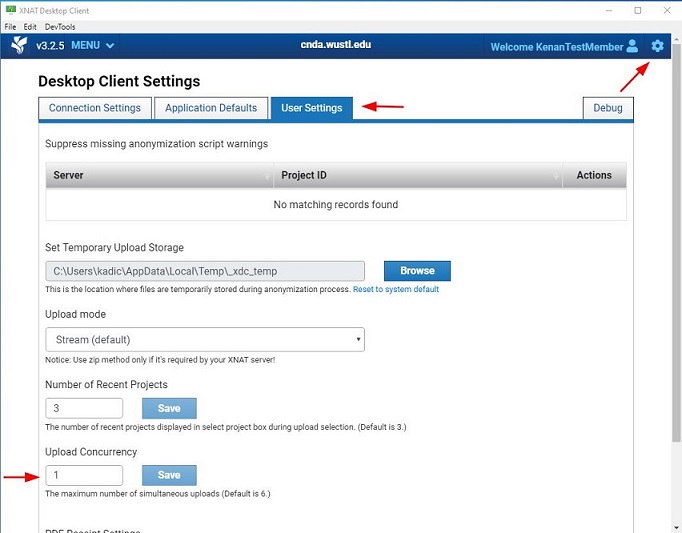 XNAT Desktop Client
File Edit DevTools
v3.2.5 MENU cnda.wustl.edu Welcome KenanTestMember
Desktop Client Settings
Connection Settings Application Defaults User Settings Debug
Suppress missing anonymization script warnings
Server Project ID Actions
No matching records found
Set Temporary Upload Storage
C:\Users\kadic\AppData\Local\Temp\_xdc_temp Browse
This is the location where files are temporarily stored during anonymization process. Reset to system default
Upload mode
Stream (default)
Notice: Use zip method only if it's required by your XNAT server!
Number of Recent Projects
3 Save
The number of recent projects displayed in select project box during upload selection. (Default is 3.)
Upload Concurrency
1 Save
The maximum number of simultaneous uploads (Default is 6.)
PDF Receipt Settings